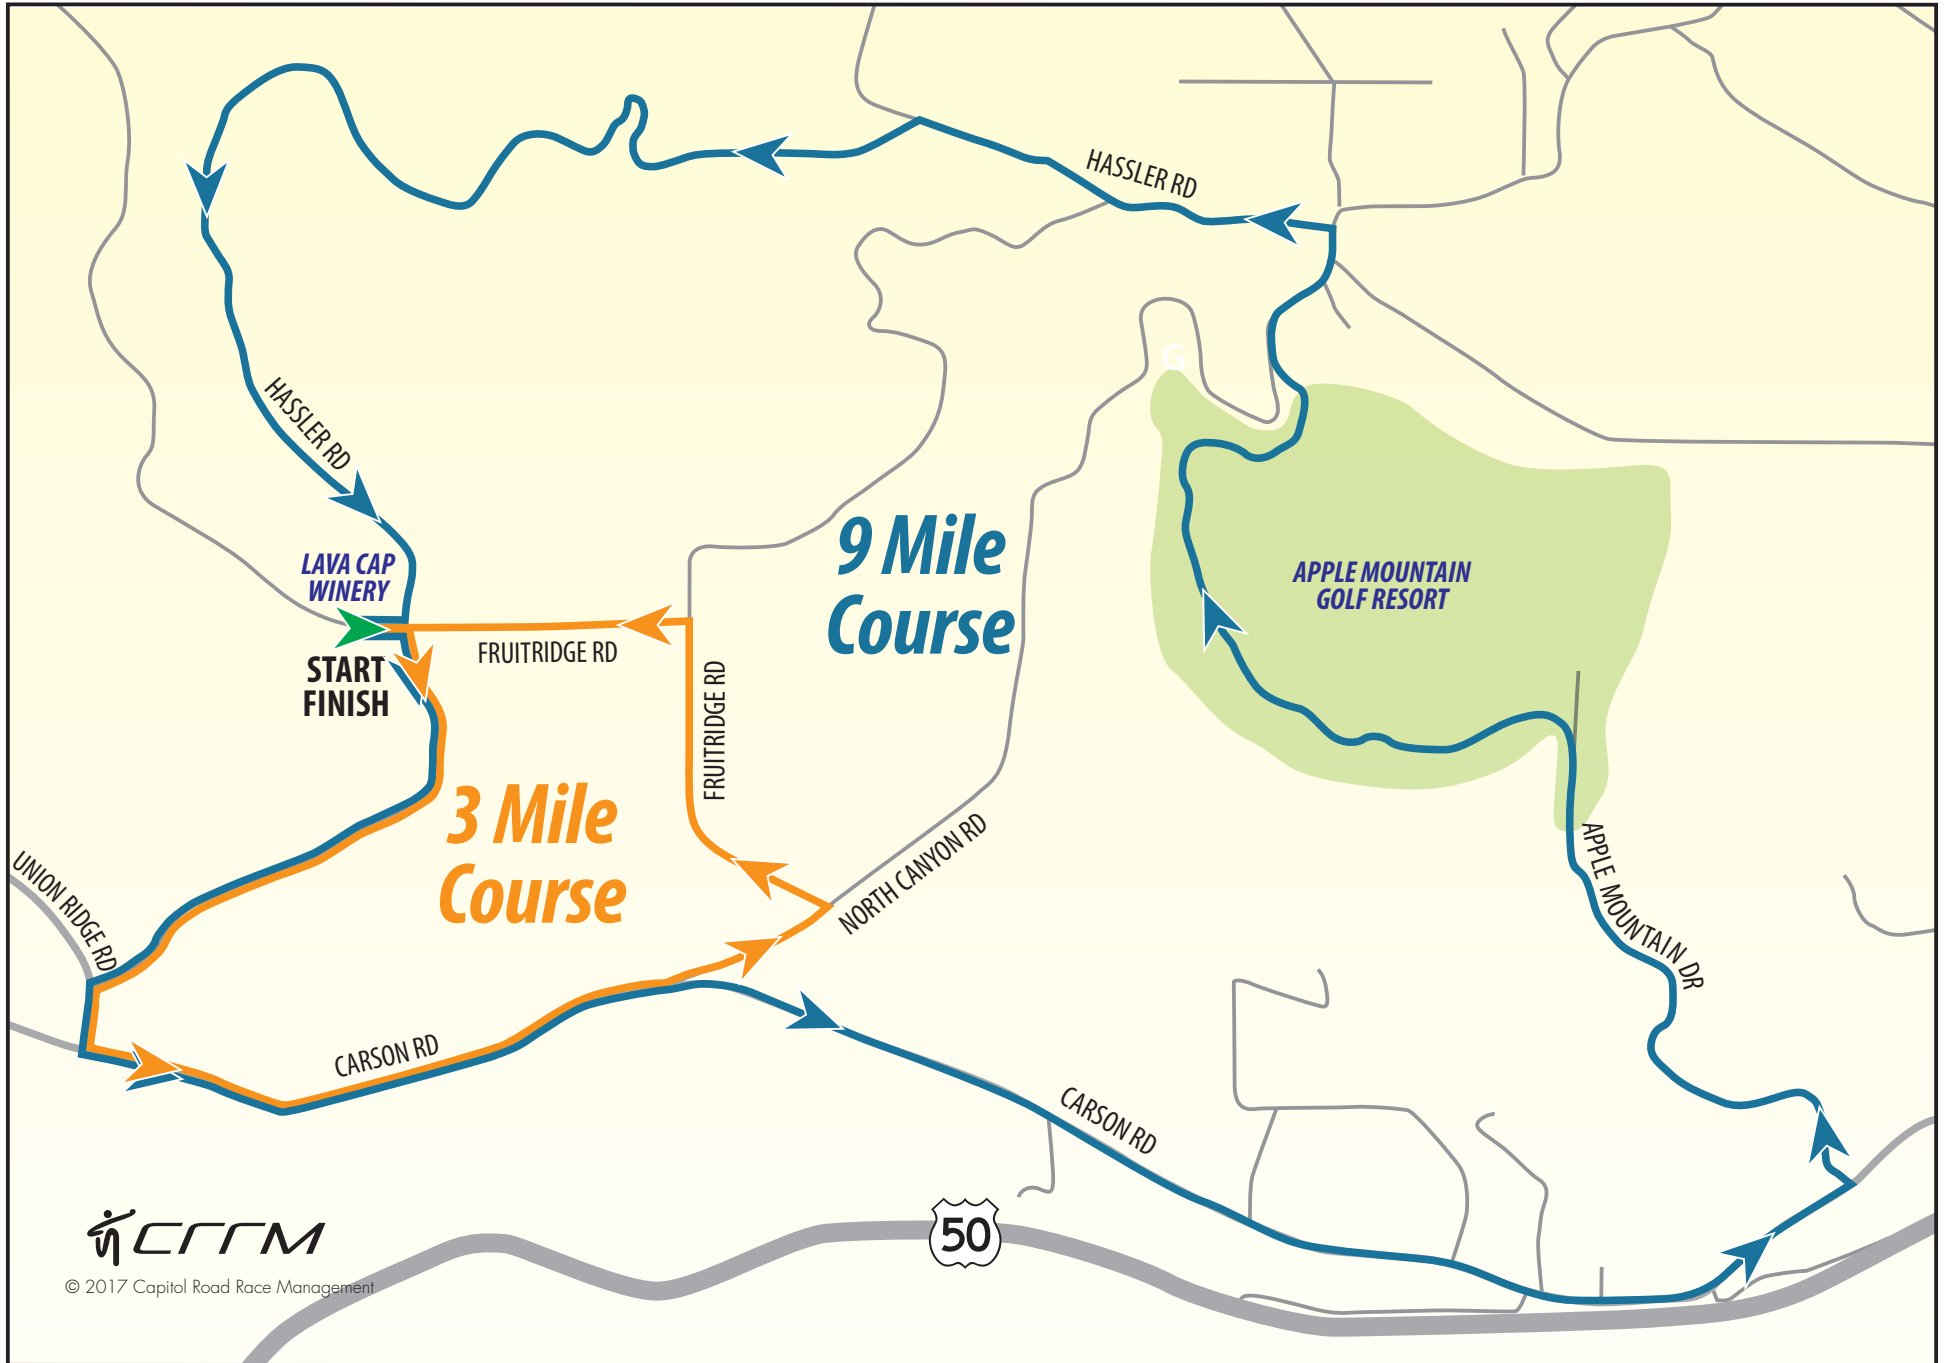 HASSLER RD
G
HASSLER RD
9 Mile
Course
LAVA CAP
WINERY
APPLE MOUNTAIN
GOLF RESORT
START
FINISH
FRUITRIDGE RD
FRUITRIDGE RD
3 Mile
Course
NORTH CANYON RD
APPLE MOUNTAIN DR
UNION RIDGE RD
CARSON RD
CARSON RD
50
CRRM
© 2017 Capitol Road Race Management